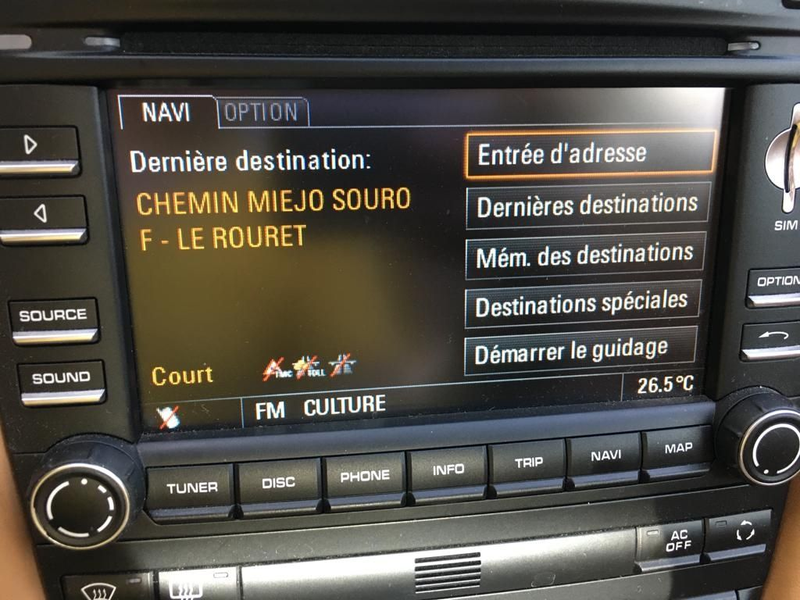 NAVI OPTION
Dernière destination:
CHEMIN MIEJO SOURO
F - LE ROURET
Entrée d'adresse
Dernières destinations
Mém. des destinations
Destinations spéciales
Démarrer le guidage
Court TMC TOLL
26.5°C
FM CULTURE
SOURCE
SOUND
SIM
OPTION
TUNER DISC PHONE INFO TRIP NAVI MAP
AC
OFF